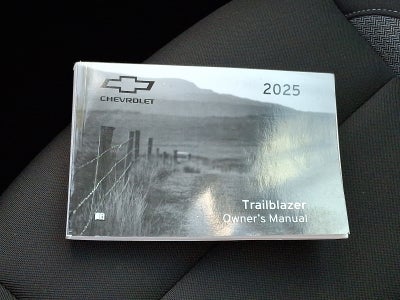 CHEVROLET
2025
Trailblazer
Owner's Manual